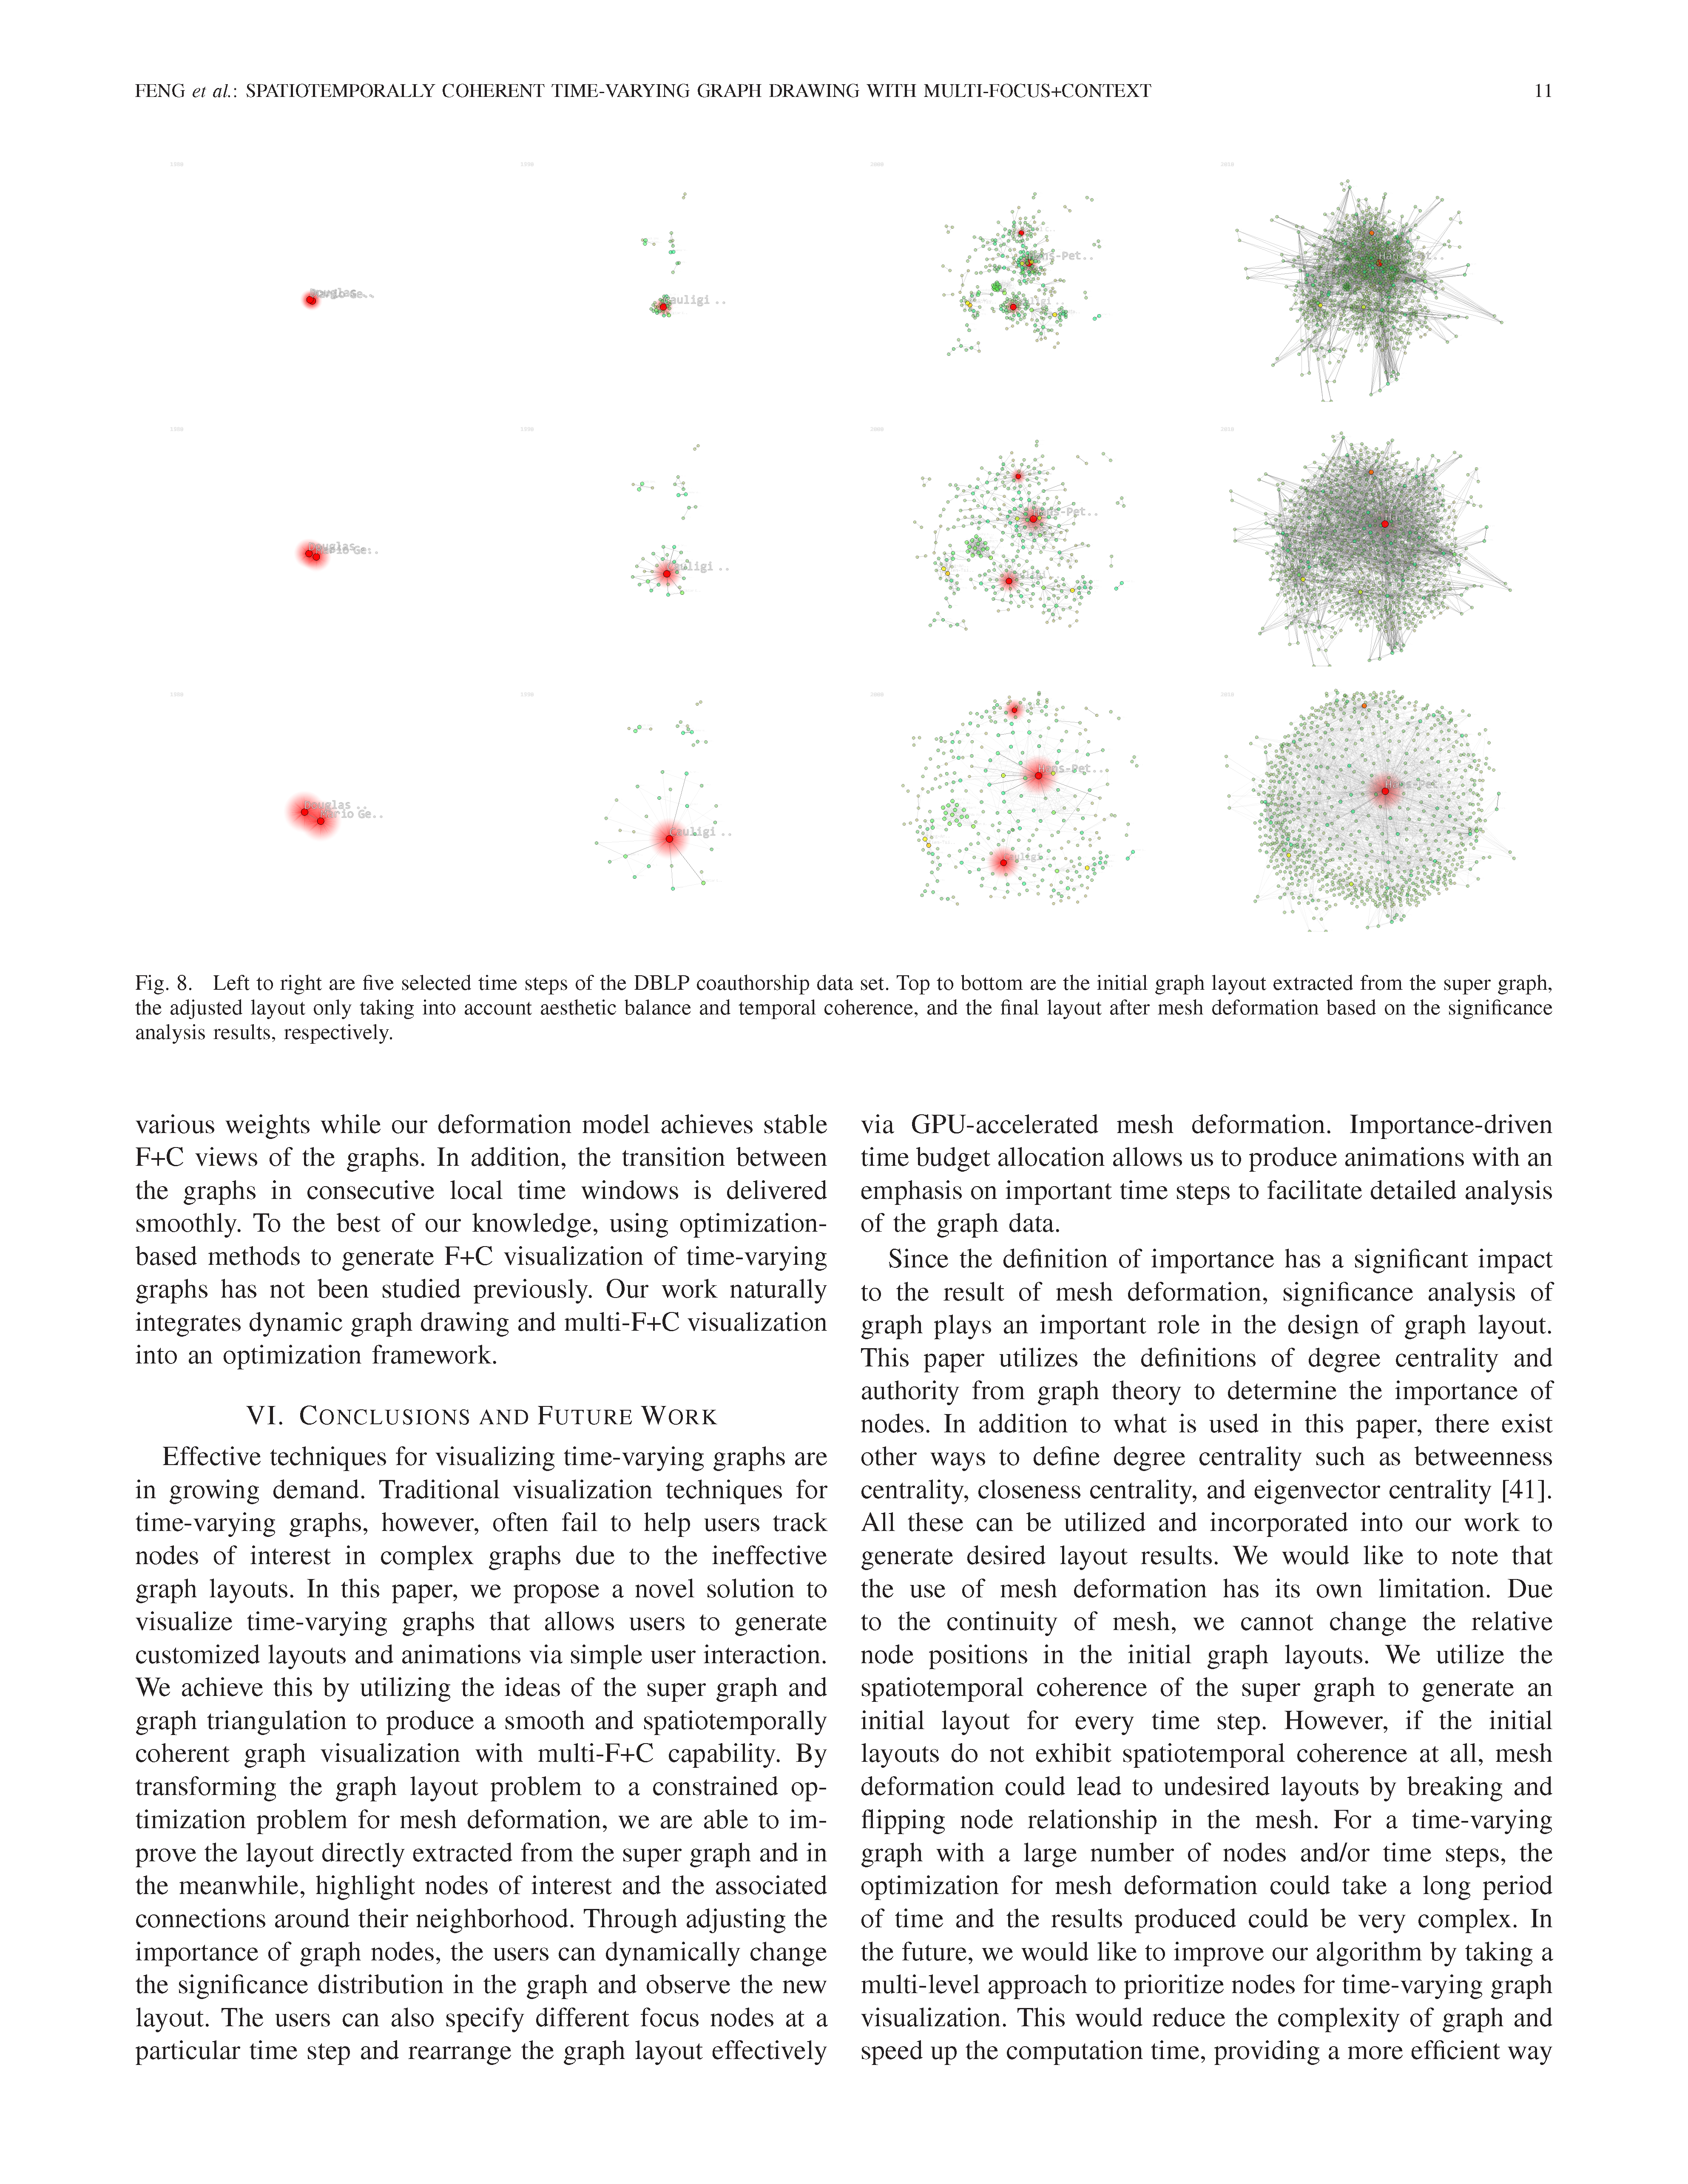 FENG et al.: SPATIOTEMPORALLY COHERENT TIME-VARYING GRAPH DRAWING WITH MULTI-FOCUS+CONTEXT 11
1980 1990 2000 2010
1980 1990 2000 2010
1980 1990 2000 2010
Fig. 8. Left to right are five selected time steps of the DBLP coauthorship data set. Top to bottom are the initial graph layout extracted from the super graph,
the adjusted layout only taking into account aesthetic balance and temporal coherence, and the final layout after mesh deformation based on the significance
analysis results, respectively.
various weights while our deformation model achieves stable
F+C views of the graphs. In addition, the transition between
the graphs in consecutive local time windows is delivered
smoothly. To the best of our knowledge, using optimization-
based methods to generate F+C visualization of time-varying
graphs has not been studied previously. Our work naturally
integrates dynamic graph drawing and multi-F+C visualization
into an optimization framework.
VI. CONCLUSIONS AND FUTURE WORK
Effective techniques for visualizing time-varying graphs are
in growing demand. Traditional visualization techniques for
time-varying graphs, however, often fail to help users track
nodes of interest in complex graphs due to the ineffective
graph layouts. In this paper, we propose a novel solution to
visualize time-varying graphs that allows users to generate
customized layouts and animations via simple user interaction.
We achieve this by utilizing the ideas of the super graph and
graph triangulation to produce a smooth and spatiotemporally
coherent graph visualization with multi-F+C capability. By
transforming the graph layout problem to a constrained op-
timization problem for mesh deformation, we are able to im-
prove the layout directly extracted from the super graph and in
the meanwhile, highlight nodes of interest and the associated
connections around their neighborhood. Through adjusting the
importance of graph nodes, the users can dynamically change
the significance distribution in the graph and observe the new
layout. The users can also specify different focus nodes at a
particular time step and rearrange the graph layout effectively
via GPU-accelerated mesh deformation. Importance-driven
time budget allocation allows us to produce animations with an
emphasis on important time steps to facilitate detailed analysis
of the graph data.
Since the definition of importance has a significant impact
to the result of mesh deformation, significance analysis of
graph plays an important role in the design of graph layout.
This paper utilizes the definitions of degree centrality and
authority from graph theory to determine the importance of
nodes. In addition to what is used in this paper, there exist
other ways to define degree centrality such as betweenness
centrality, closeness centrality, and eigenvector centrality [41].
All these can be utilized and incorporated into our work to
generate desired layout results. We would like to note that
the use of mesh deformation has its own limitation. Due
to the continuity of mesh, we cannot change the relative
node positions in the initial graph layouts. We utilize the
spatiotemporal coherence of the super graph to generate an
initial layout for every time step. However, if the initial
layouts do not exhibit spatiotemporal coherence at all, mesh
deformation could lead to undesired layouts by breaking and
flipping node relationship in the mesh. For a time-varying
graph with a large number of nodes and/or time steps, the
optimization for mesh deformation could take a long period
of time and the results produced could be very complex. In
the future, we would like to improve our algorithm by taking a
multi-level approach to prioritize nodes for time-varying graph
visualization. This would reduce the complexity of graph and
speed up the computation time, providing a more efficient way